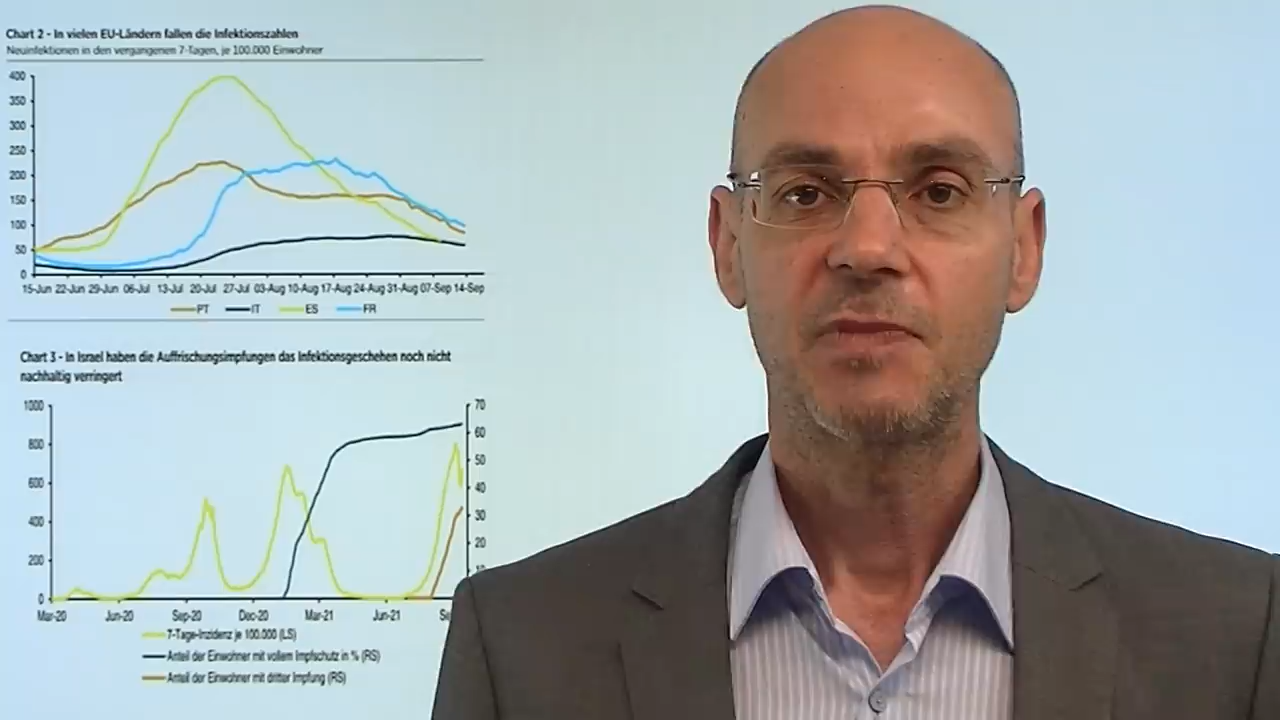 Chart 2 - In vielen EU-Ländern fallen die Infektionszahlen
Neuinfektionen in den vergangenen 7-Tagen, je 100.000 Einwohner
400
350
300
250
200
150
100
50
0
15-Jun 22-Jun 29-Jun 06-Jul 13-Jul 20-Jul 27-Jul 03-Aug 10-Aug 17-Aug 24-Aug 31-Aug 07-Sep 14-Sep
PT IT ES FR
Chart 3 - In Israel haben die Auffrischungsimpfungen das Infektionsgeschehen noch nicht
nachhaltig verringert
1000 70
60
800
50
600
40
400 30
20
200
0
Mar-20 Jun-20 Sep-20 Dec-20 Mar-21 Jun-21
7-Tage-Inzidenz je 100.000 (LS)
Anteil der Einwohner mit vollem Impfschutz in % (RS)
Anteil der Einwohner mit dritter Impfung (RS)